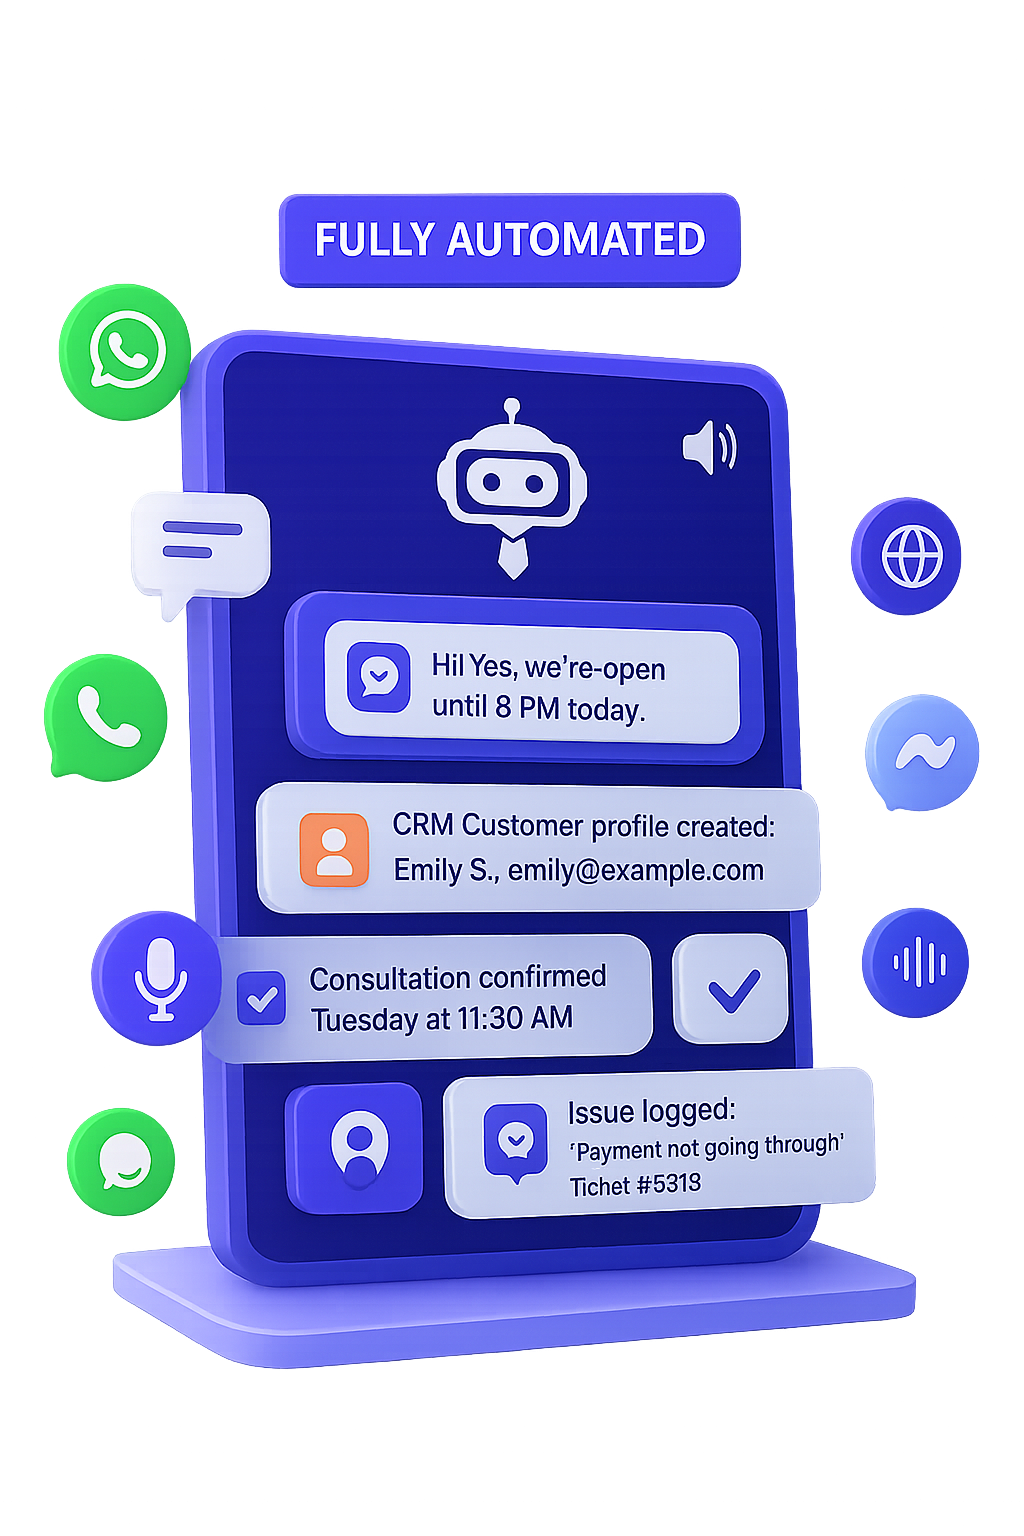 FULLY AUTOMATED
Hil Yes, we're-open
until 8 PM today.
CRM Customer profile created:
Emily S., emily@example.com
Consultation confirmed
Tuesday at 11:30 AM
Issue logged:
'Payment not going through'
Tichet #5313